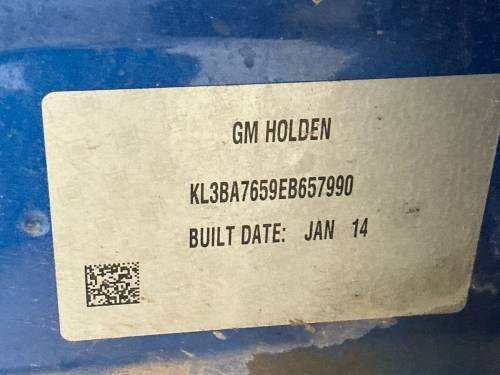 GM HOLDEN
KL3BA7659EB657990
BUILT DATE: JAN 14